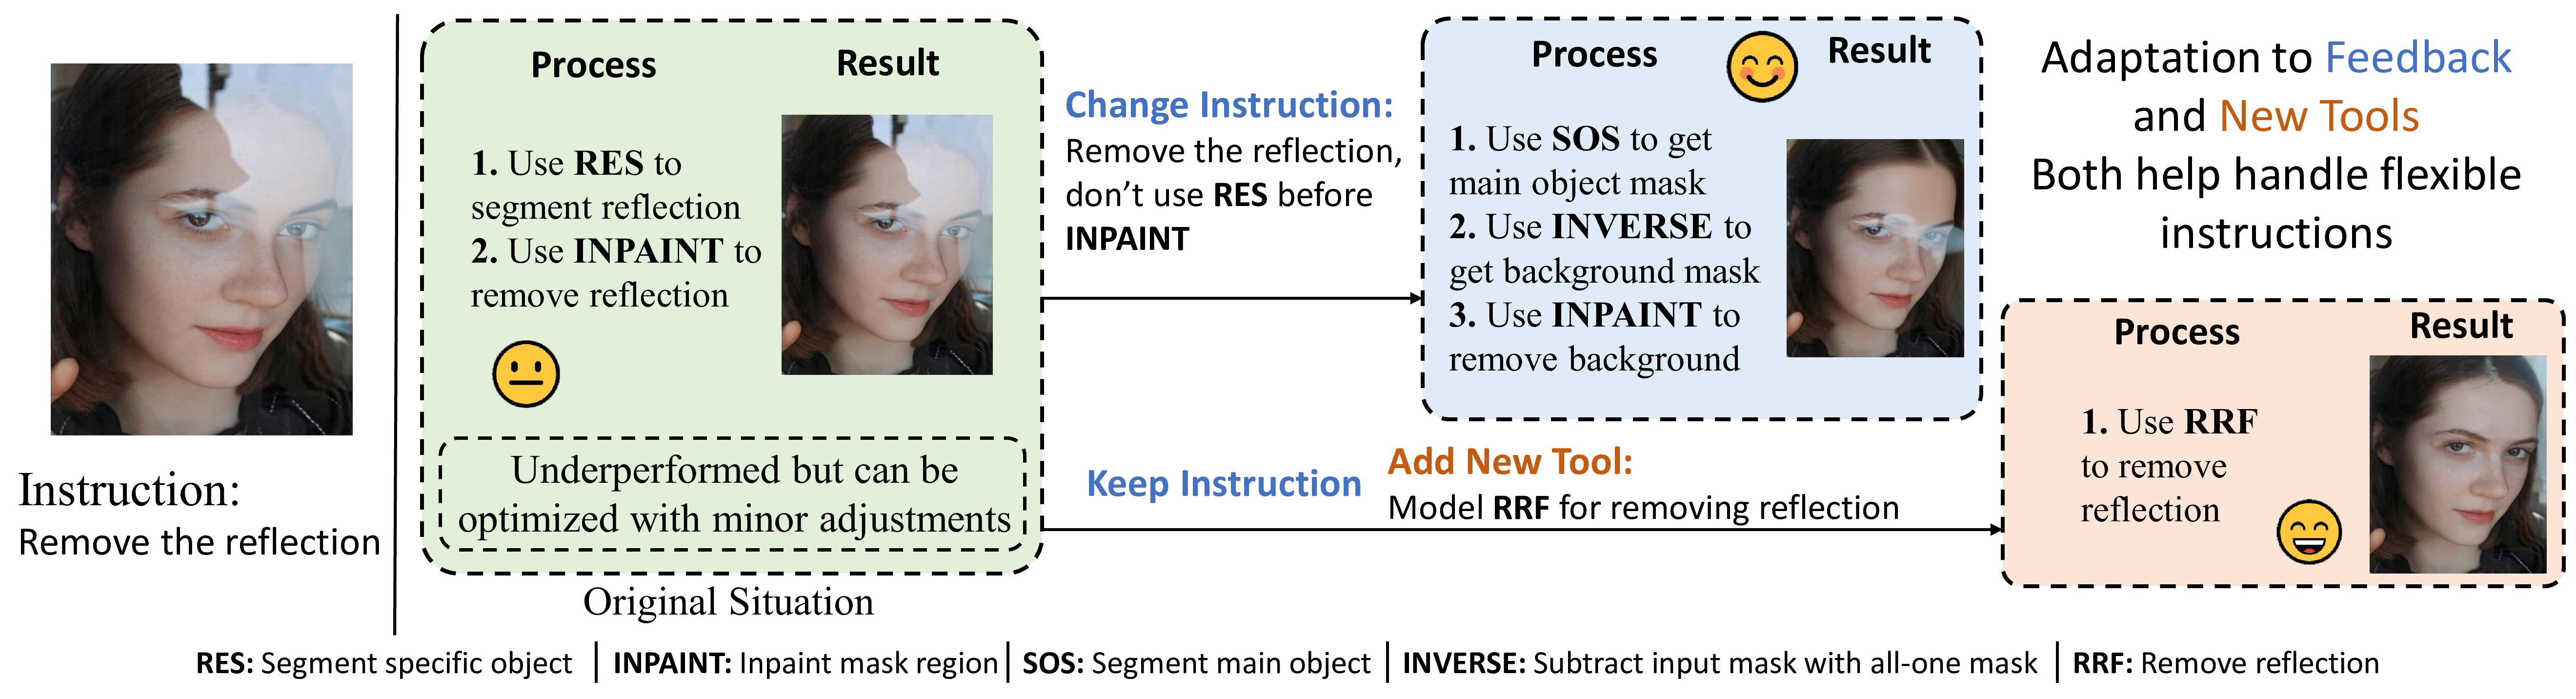 Instruction:
Remove the reflection
Process
Result
1. Use RES to
segment reflection
2. Use INPAINT to
remove reflection
Underperformed but can be
optimized with minor adjustments
Original Situation
Change Instruction:
Remove the reflection,
don’t use RES before
INPAINT
Process
Result
1. Use SOS to get
main object mask
2. Use INVERSE to
get background mask
3. Use INPAINT to
remove background
Keep Instruction
Add New Tool:
Model RRF for removing reflection
Adaptation to Feedback
and New Tools
Both help handle flexible
instructions
Process
Result
1. Use RRF
to remove
reflection
RES: Segment specific object | INPAINT: Inpaint mask region | SOS: Segment main object | INVERSE: Subtract input mask with all-one mask | RRF: Remove reflection